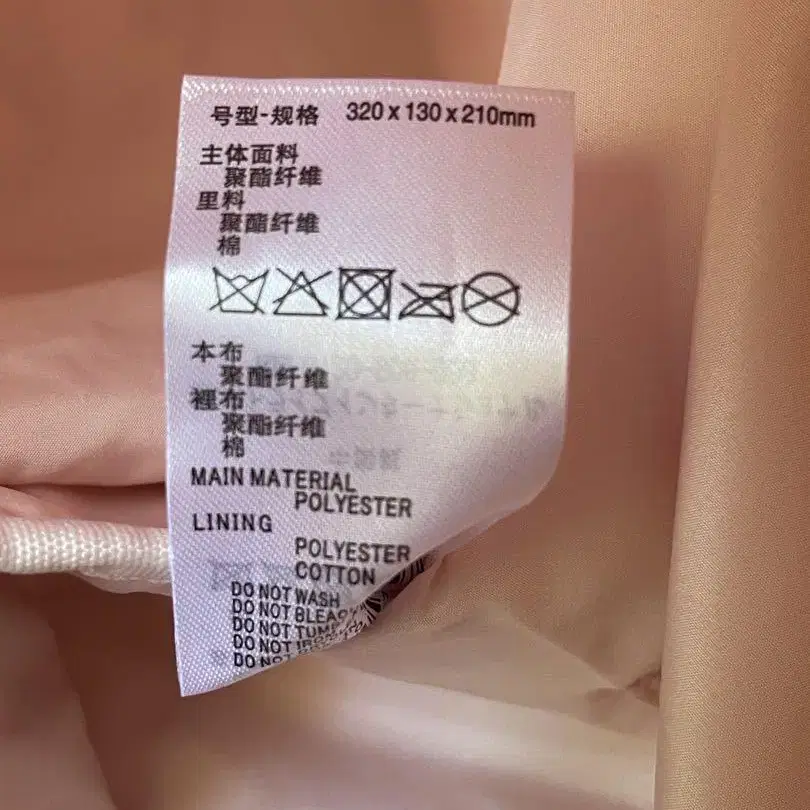 号型-规格 320x130x210mm
主体面料
聚酯纤维
里料
聚酯纤维
棉
本布
聚酯纤维
裡布
聚酯纤维
棉
MAIN MATERIAL
POLYESTER
LINING
POLYESTER
COTTON
DO NOT WASH
DO NOT
DO NOT
DO NOT
DO NOT